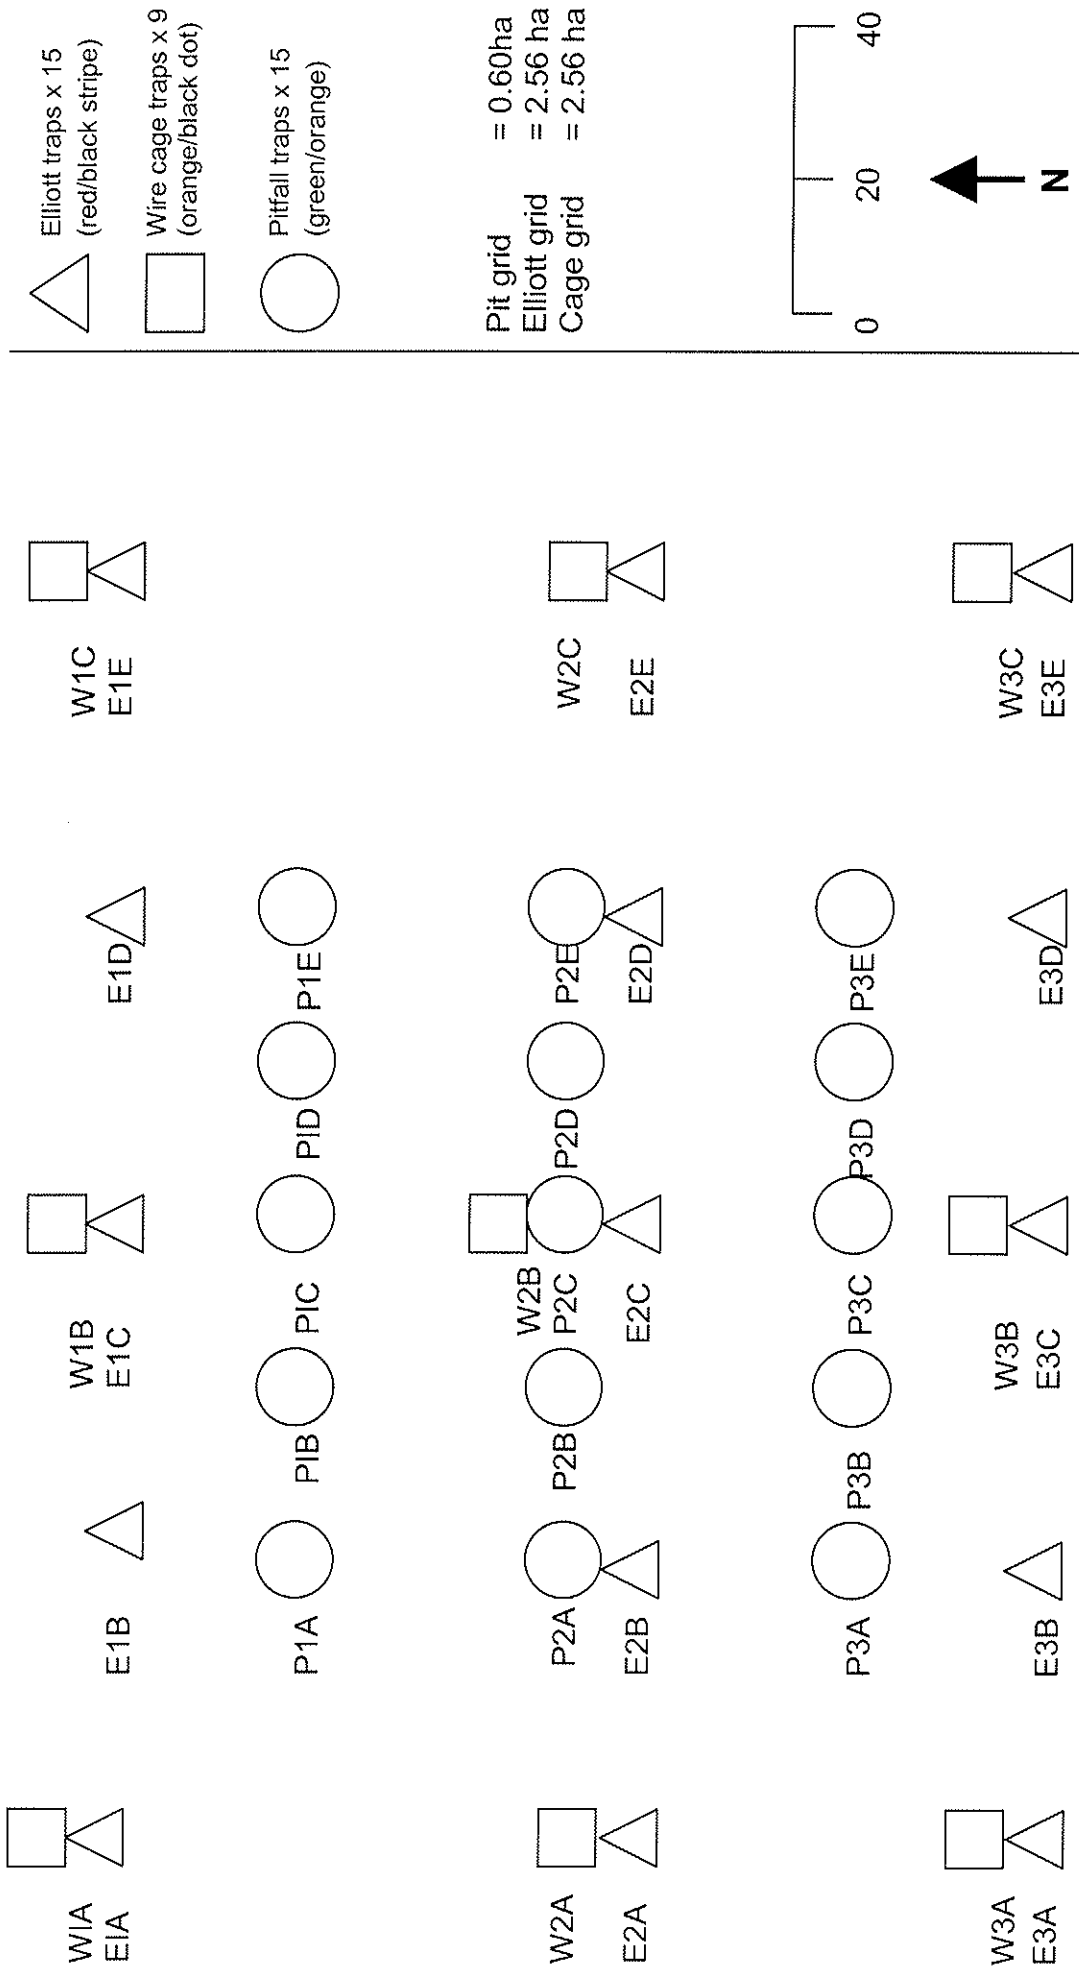 WIA
EIA
E1B
W1B
E1C
E1D
W1C
E1E
P1A
PIB
PIC
PID
P1E
W2A
E2A
P2A
E2B
P2B
W2B
P2C
E2C
P2D
P2E
E2D
W2C
E2E
P3A
P3B
P3C
P3D
P3E
W3A
E3A
E3B
W3B
E3C
E3D
W3C
E3E
Elliott traps x 15
(red/black stripe)
Wire cage traps x 9
(orange/black dot)
Pitfall traps x 15
(green/orange)
Pit grid = 0.60ha
Elliott grid = 2.56 ha
Cage grid = 2.56 ha
0 20 40
N